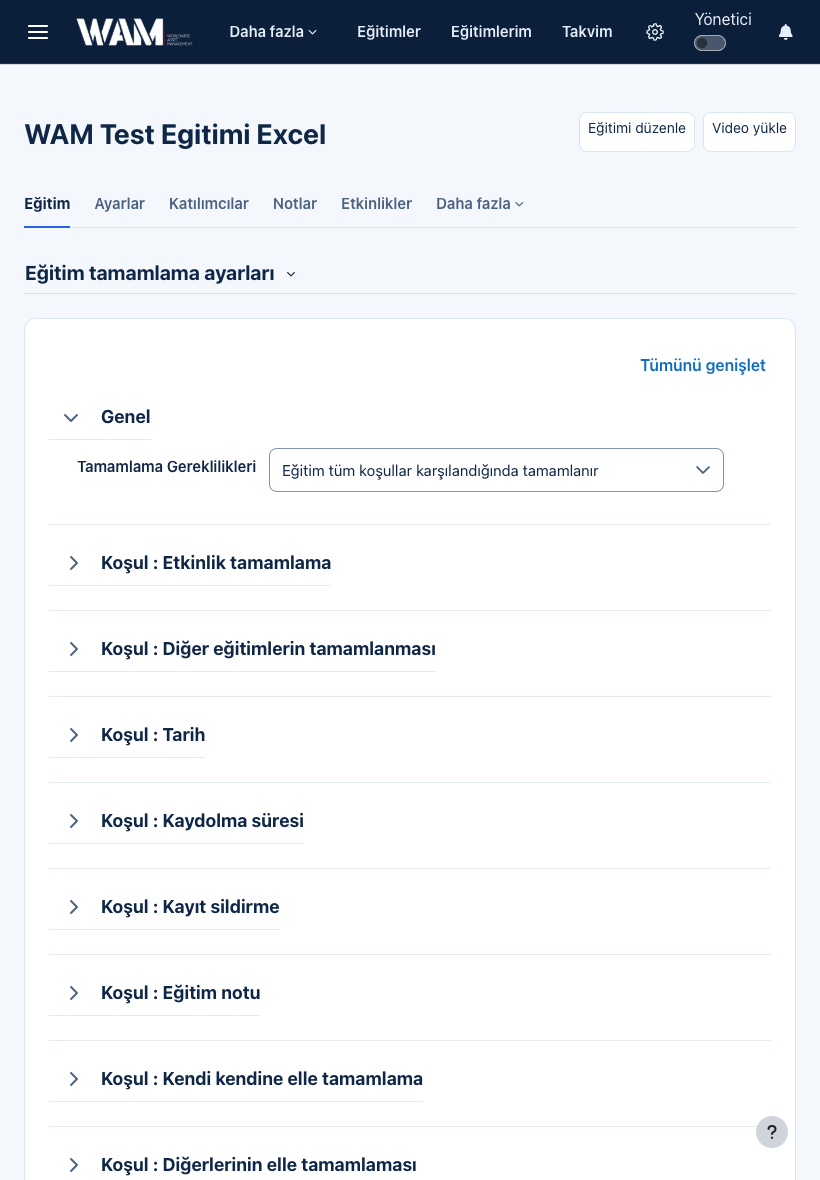 WAM
WORLDWIDE
ASSET
MANAGEMENT
Daha fazla
Eğitimler
Eğitimlerim
Takvim
Yönetici
WAM Test Egitimi Excel
Eğitimi düzenle
Video yükle
Eğitim
Ayarlar
Katılımcılar
Notlar
Etkinlikler
Daha fazla
Eğitim tamamlama ayarları
Tümünü genişlet
Genel
Tamamlama Gereklilikleri
Eğitim tüm koşullar karşılandığında tamamlanır
Koşul : Etkinlik tamamlama
Koşul : Diğer eğitimlerin tamamlanması
Koşul : Tarih
Koşul : Kaydolma süresi
Koşul : Kayıt sildirme
Koşul : Eğitim notu
Koşul : Kendi kendine elle tamamlama
?
Koşul : Diğerlerinin elle tamamlaması